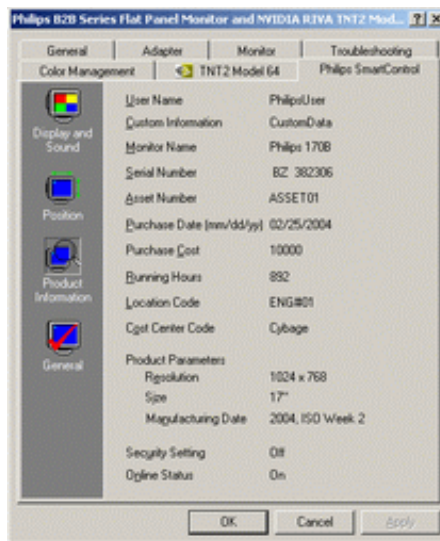 Philips B2B Series Flat Panel Monitor and NVIDIA RIVA TNT2 Mod...
General Adapter Monitor Troubleshooting
Color Management TNT2 Model 64 Philips SmartControl
Display and Sound
Position
Product Information
General
User Name PhilipsUser
Custom Information CustomData
Monitor Name Philips 170B
Serial Number BZ 382306
Asset Number ASSET01
Purchase Date (mm/dd/yy) 02/25/2004
Purchase Cost 10000
Running Hours 892
Location Code ENG#01
Cost Center Code Cybage
Product Parameters
Resolution 1024 x 768
Size 17"
Manufacturing Date 2004, ISO Week 2
Security Setting Off
Online Status On
OK Cancel Apply